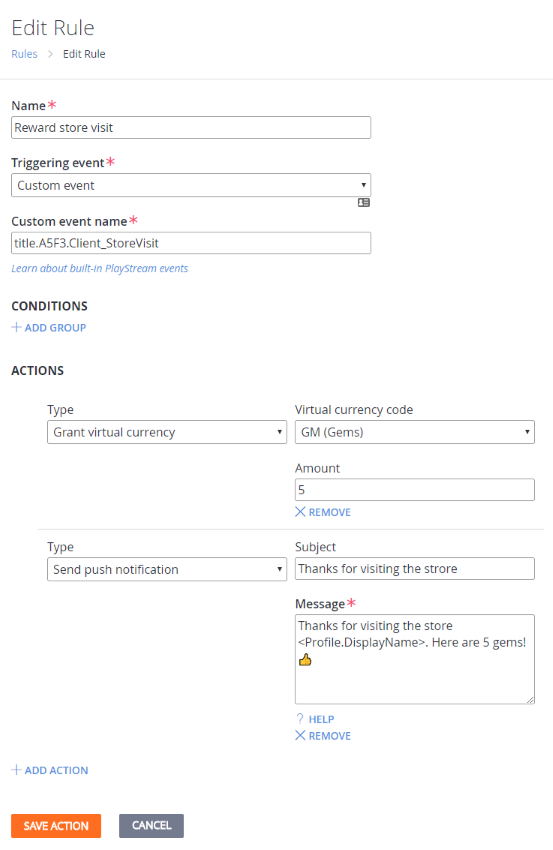 Edit Rule
Rules > Edit Rule
Name*
Reward store visit
Triggering event*
Custom event
Custom event name*
title.A5F3.Client_StoreVisit
Learn about built-in PlayStream events
CONDITIONS
+ ADD GROUP
ACTIONS
Type
Virtual currency code
Grant virtual currency
GM (Gems)
Amount
5
REMOVE
Type
Subject
Send push notification
Thanks for visiting the strore
Message*
Thanks for visiting the store
<Profile.DisplayName>. Here are 5 gems!
👍
? HELP
REMOVE
+ ADD ACTION
SAVE ACTION
CANCEL